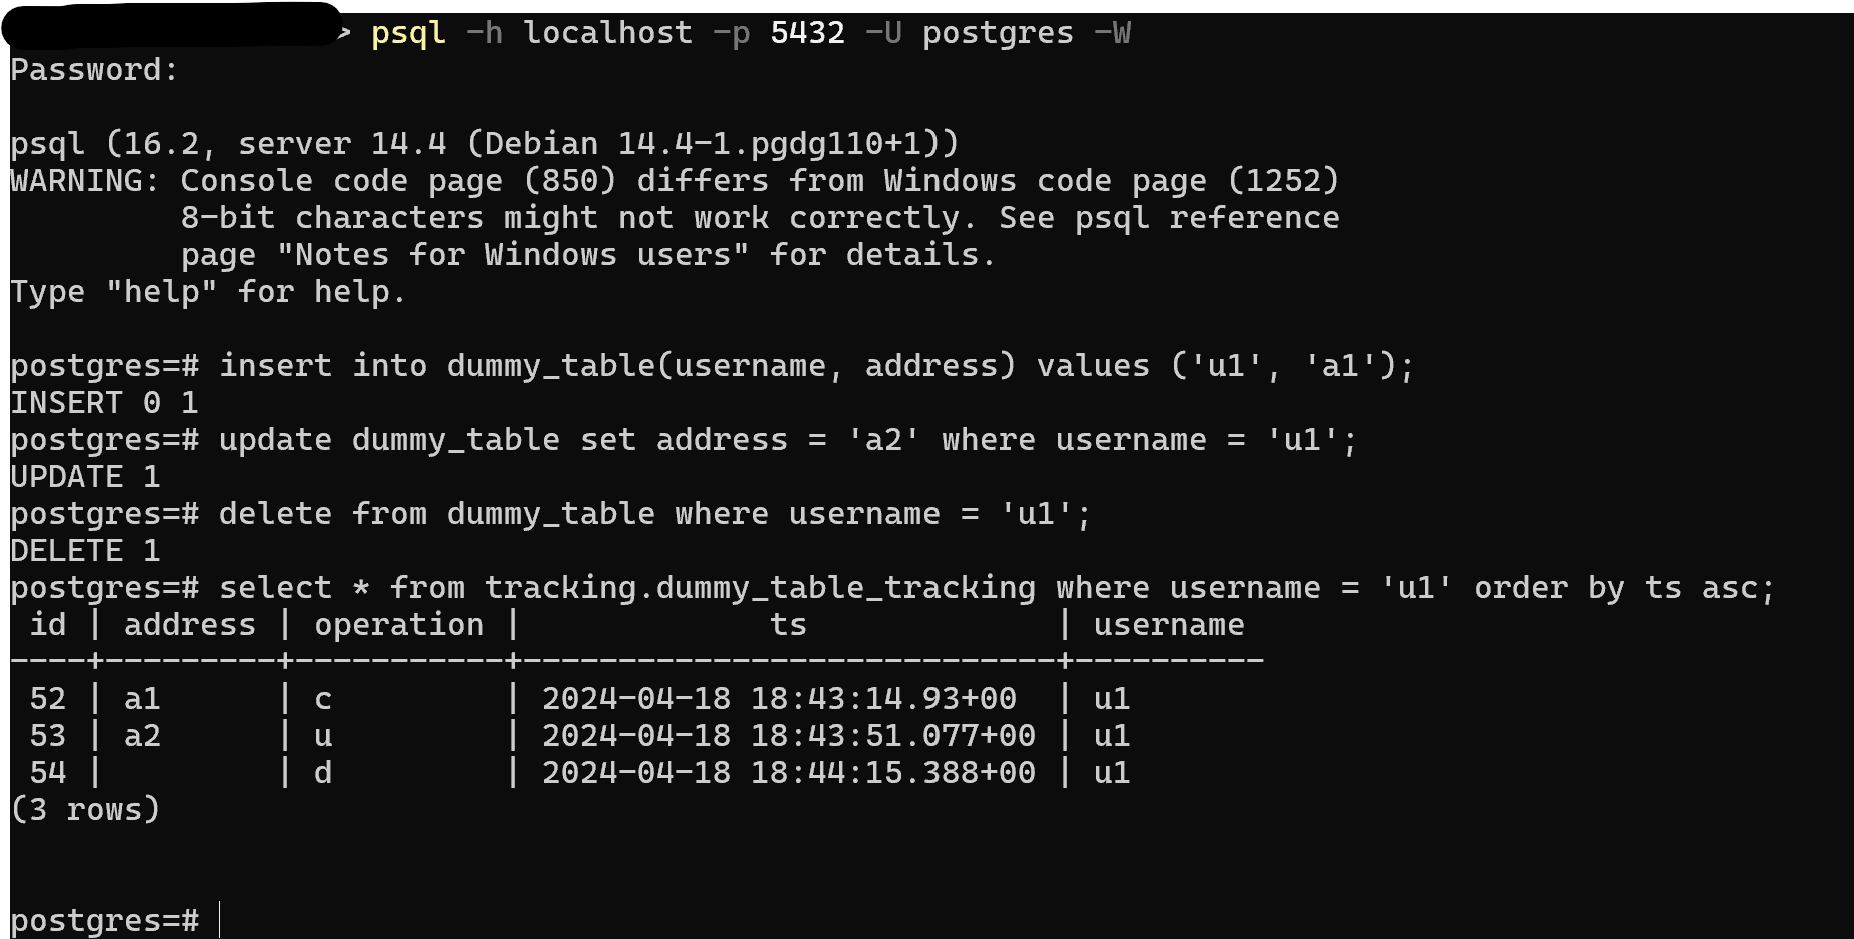 > psql -h localhost -p 5432 -U postgres -W
Password:
psql (16.2, server 14.4 (Debian 14.4-1.pgdg110+1))
WARNING: Console code page (850) differs from Windows code page (1252)
         8-bit characters might not work correctly. See psql reference
         page "Notes for Windows users" for details.
Type "help" for help.
postgres=# insert into dummy_table(username, address) values ('u1', 'a1');
INSERT 0 1
postgres=# update dummy_table set address = 'a2' where username = 'u1';
UPDATE 1
postgres=# delete from dummy_table where username = 'u1';
DELETE 1
postgres=# select * from tracking.dummy_table_tracking where username = 'u1' order by ts asc;
 id | address | operation |             ts             | username
----+---------+-----------+----------------------------+----------
 52 | a1      | c         | 2024-04-18 18:43:14.93+00  | u1
 53 | a2      | u         | 2024-04-18 18:43:51.077+00 | u1
 54 |         | d         | 2024-04-18 18:44:15.388+00 | u1
(3 rows)
postgres=#